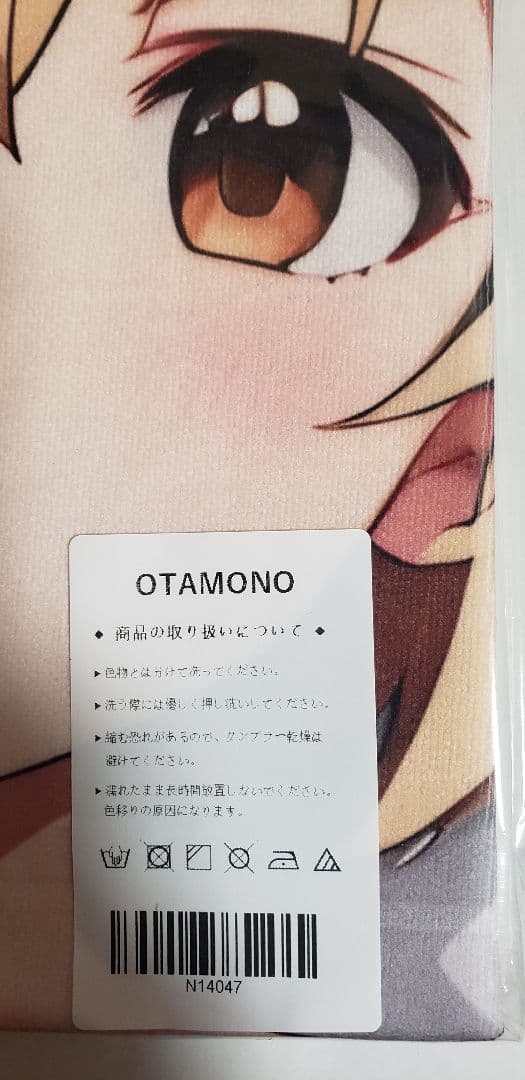 OTAMONO
◆ 商品の取り扱いについて ◆
▶色物とは分けて洗ってください。
▶洗う際には優しく押し洗いしてください。
▶縮む恐れがあるので、タンブラー乾燥は
避けてください。
▶濡れたまま長時間放置しないでください。
色移りの原因になります。
N14047